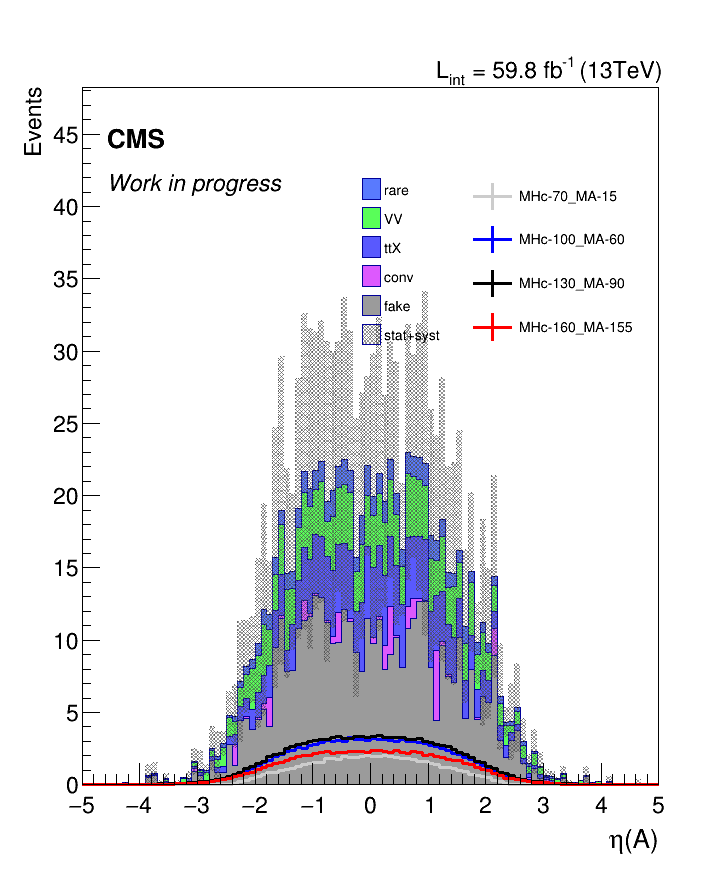 L_int = 59.8 fb^-1 (13TeV)
Events
CMS
Work in progress
rare
VV
ttX
conv
fake
stat+syst
MHc-70_MA-15
MHc-100_MA-60
MHc-130_MA-90
MHc-160_MA-155
45
40
35
30
25
20
15
10
5
0
−5 −4 −3 −2 −1 0 1 2 3 4 5
η(A)